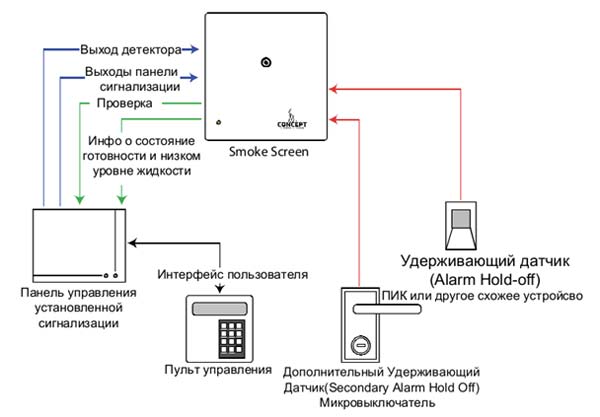 Выход детектора
Выходы панели
сигнализации
Проверка
CONCEPT
Smoke Screen
Инфо о состояние
готовности и низком
уровне жидкости
Удерживающий датчик
(Alarm Hold-off)
ПИК или другое схожее устройсво
Интерфейс пользователя
Панель управления
установленной
сигнализации
Пульт управления
Дополнительный Удерживающий
Датчик(Secondary Alarm Hold Off)
Микровыключатель